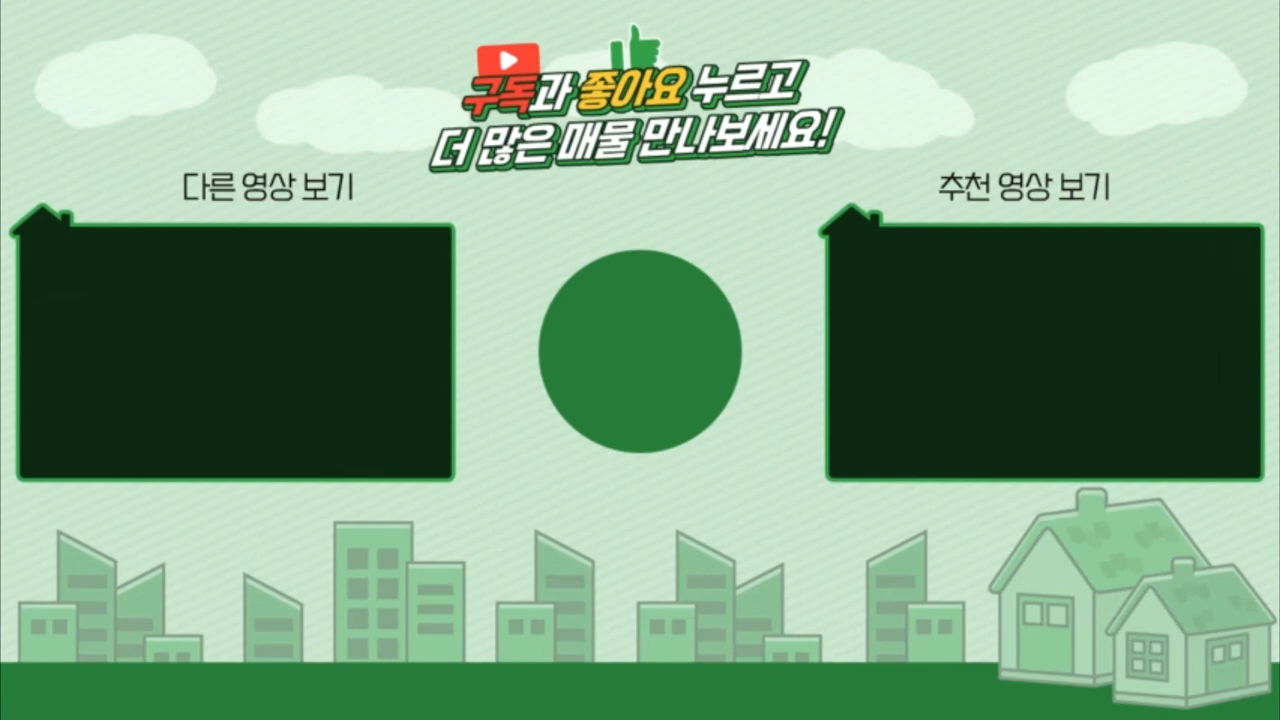 구독과 좋아요 누르고
더 많은 매물 만나보세요!
다른 영상 보기
추천 영상 보기